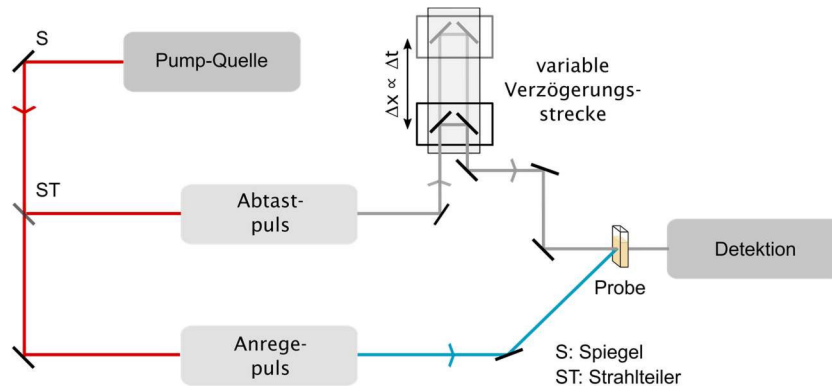 S
Pump-Quelle
Δx ∝ Δt
variable
Verzögerungs-
strecke
ST
Abtast-
puls
Detektion
Probe
Anrege-
puls
S: Spiegel
ST: Strahlteiler